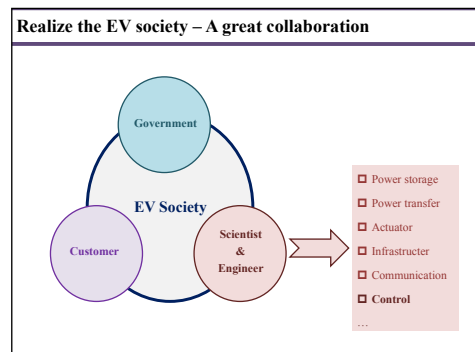 Realize the EV society – A great collaboration
Government
EV Society
Customer
Scientist
&
Engineer
Power storage
Power transfer
Actuator
Infrastructer
Communication
Control
…